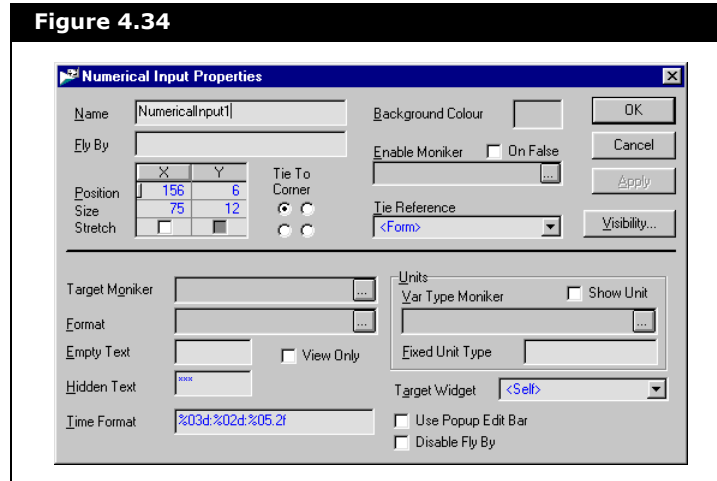 Figure 4.34
Numerical Input Properties
Name NumericalInput1
Background Colour
OK
Fly By
Enable Moniker On False
Cancel
...
Apply
X Y
Tie To Corner
Position 156 6
Size 75 12
Stretch
Tie Reference
<Form>
Visibility...
Target Moniker ...
Format ...
Empty Text
View Only
Hidden Text ***
Time Format %03d:%02d:%05.2f
Units
Var Type Moniker Show Unit
...
Fixed Unit Type
Target Widget <Self>
Use Popup Edit Bar
Disable Fly By